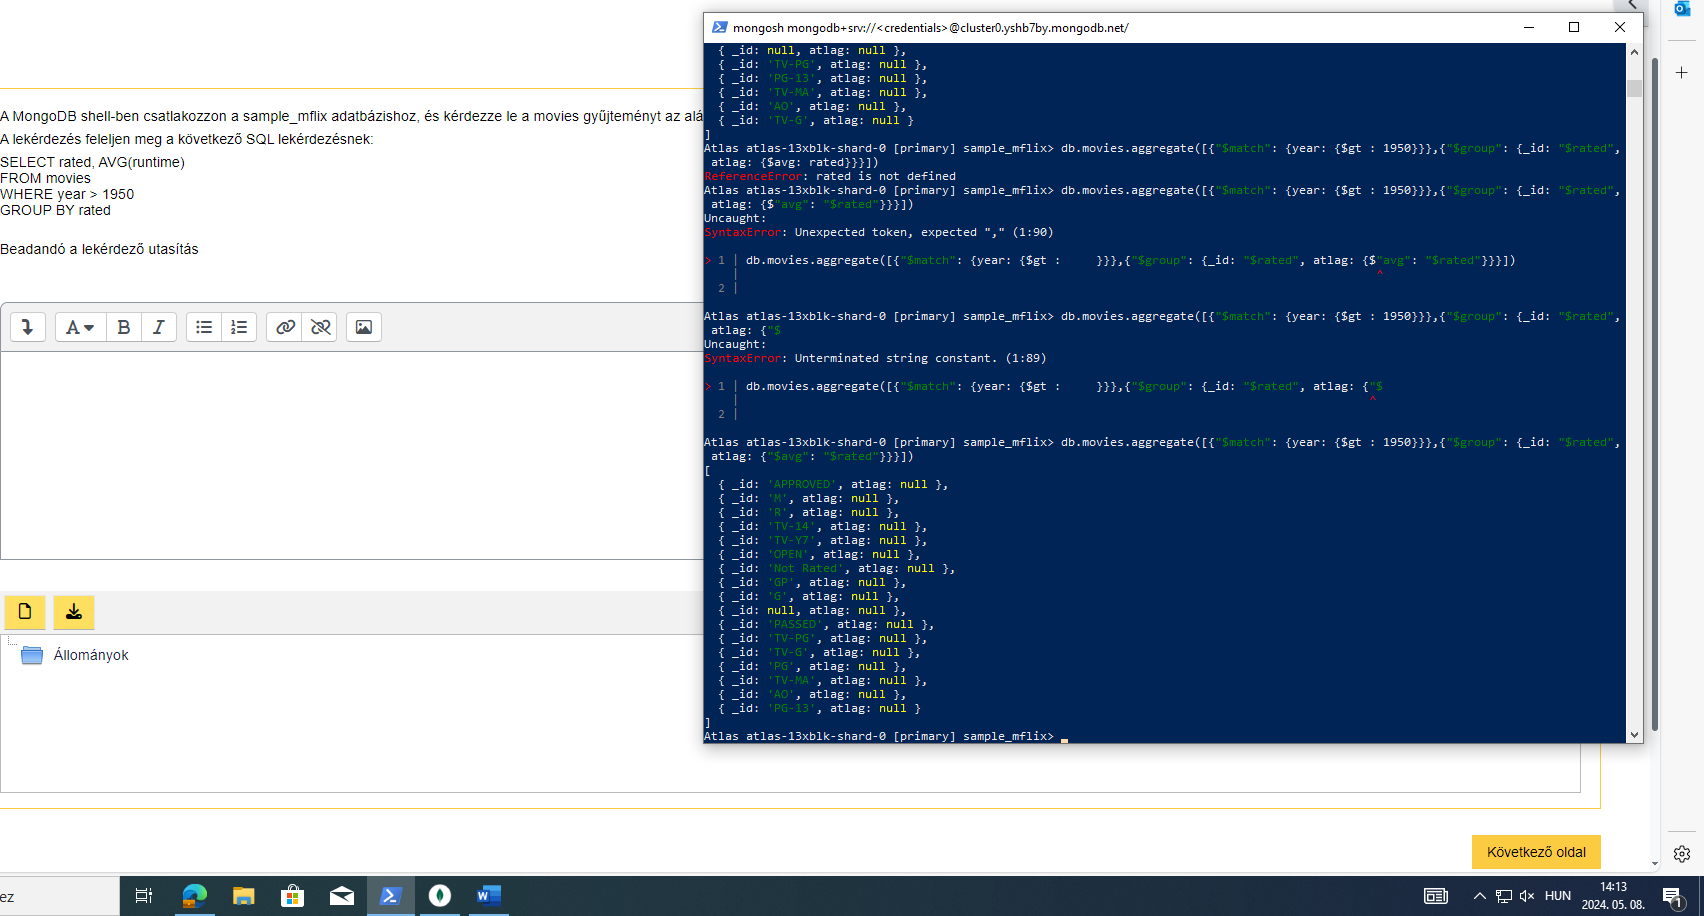 A MongoDB shell-ben csatlakozzon a sample_mflix adatbázishoz, és kérdezze le a movies gyűjteményt az alá
A lekérdezés feleljen meg a következő SQL lekérdezésnek:
SELECT rated, AVG(runtime)
FROM movies
WHERE year > 1950
GROUP BY rated
Beadandó a lekérdező utasítás
A
B
I
Állományok
Következő oldal
mongosh mongodb+srv://<credentials>@cluster0.yshb7by.mongodb.net/
{ _id: null, atlag: null },
{ _id: 'TV-PG', atlag: null },
{ _id: 'PG-13', atlag: null },
{ _id: 'TV-MA', atlag: null },
{ _id: 'AO', atlag: null },
{ _id: 'TV-G', atlag: null }
]
Atlas atlas-13xblk-shard-0 [primary] sample_mflix> db.movies.aggregate([{"$match": {year: {$gt : 1950}}},{"$group": {_id: "$rated",
atlag: {$avg: rated}}}])
ReferenceError: rated is not defined
Atlas atlas-13xblk-shard-0 [primary] sample_mflix> db.movies.aggregate([{"$match": {year: {$gt : 1950}}},{"$group": {_id: "$rated",
atlag: {$"avg": "$rated"}}}])
Uncaught:
SyntaxError: Unexpected token, expected "," (1:90)
> 1 | db.movies.aggregate([{"$match": {year: {$gt :     }}},{"$group": {_id: "$rated", atlag: {$"avg": "$rated"}}}])
| ^
2 |
Atlas atlas-13xblk-shard-0 [primary] sample_mflix> db.movies.aggregate([{"$match": {year: {$gt : 1950}}},{"$group": {_id: "$rated",
atlag: {"$
Uncaught:
SyntaxError: Unterminated string constant. (1:89)
> 1 | db.movies.aggregate([{"$match": {year: {$gt :     }}},{"$group": {_id: "$rated", atlag: {"$
| ^
2 |
Atlas atlas-13xblk-shard-0 [primary] sample_mflix> db.movies.aggregate([{"$match": {year: {$gt : 1950}}},{"$group": {_id: "$rated",
atlag: {"$avg": "$rated"}}}])
[
{ _id: 'APPROVED', atlag: null },
{ _id: 'M', atlag: null },
{ _id: 'R', atlag: null },
{ _id: 'TV-14', atlag: null },
{ _id: 'TV-Y7', atlag: null },
{ _id: 'OPEN', atlag: null },
{ _id: 'Not Rated', atlag: null },
{ _id: 'GP', atlag: null },
{ _id: 'G', atlag: null },
{ _id: null, atlag: null },
{ _id: 'PASSED', atlag: null },
{ _id: 'TV-PG', atlag: null },
{ _id: 'TV-G', atlag: null },
{ _id: 'PG', atlag: null },
{ _id: 'TV-MA', atlag: null },
{ _id: 'AO', atlag: null },
{ _id: 'PG-13', atlag: null }
]
Atlas atlas-13xblk-shard-0 [primary] sample_mflix>
ez
HUN
14:13
2024. 05. 08.
1